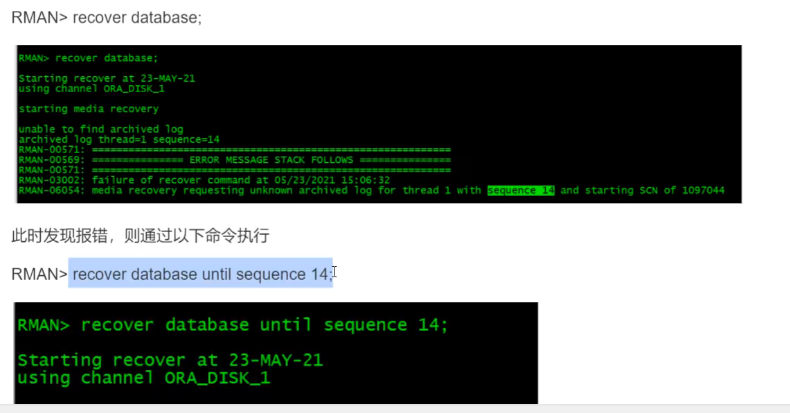 RMAN> recover database;
RMAN> recover database;
Starting recover at 23-MAY-21
using channel ORA_DISK_1
starting media recovery
unable to find archived log
archived log thread=1 sequence=14
RMAN-00571: ===========================================================
RMAN-00569: =============== ERROR MESSAGE STACK FOLLOWS ===============
RMAN-00571: ===========================================================
RMAN-03002: failure of recover command at 05/23/2021 15:06:32
RMAN-06054: media recovery requesting unknown archived log for thread 1 with sequence 14 and starting SCN of 1097044
此时发现报错，则通过以下命令执行
RMAN> recover database until sequence 14;
RMAN> recover database until sequence 14;
Starting recover at 23-MAY-21
using channel ORA_DISK_1